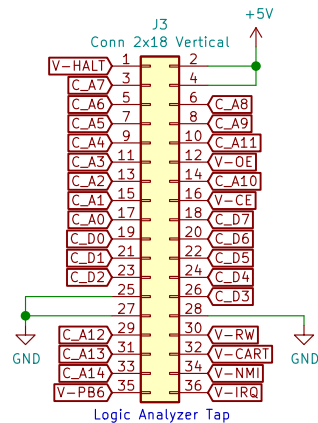 +5V
J3
Conn 2x18 Vertical
V-HALT 1 2
C_A7 3 4
C_A6 5 6 C_A8
C_A5 7 8 C_A9
C_A4 9 10 C_A11
C_A3 11 12 V-OE
C_A2 13 14 C_A10
C_A1 15 16 V-CE
C_A0 17 18 C_D7
C_D0 19 20 C_D6
C_D1 21 22 C_D5
C_D2 23 24 C_D4
25 26 C_D3
27 28
C_A12 29 30 V-RW
C_A13 31 32 V-CART
C_A14 33 34 V-NMI
V-PB6 35 36 V-IRQ
GND GND
Logic Analyzer Tap